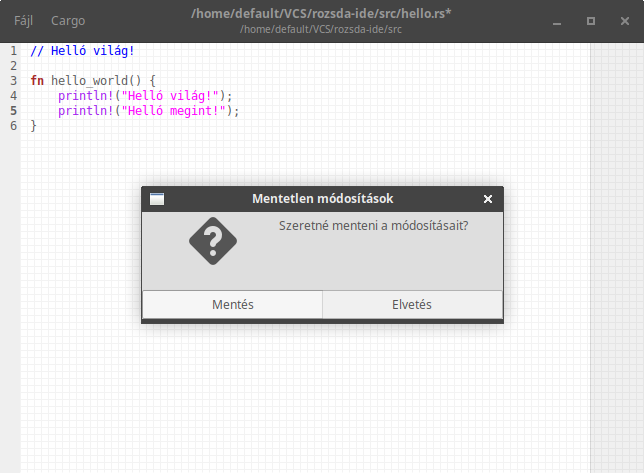 Fájl Cargo /home/default/VCS/rozsda-ide/src/hello.rs*
/home/default/VCS/rozsda-ide/src
1 // Helló világ!
2
3 fn hello_world() {
4     println!("Helló világ!");
5     println!("Helló megint!");
6 }
Mentetlen módosítások
Szeretné menteni a módosításait?
Mentés Elvetés